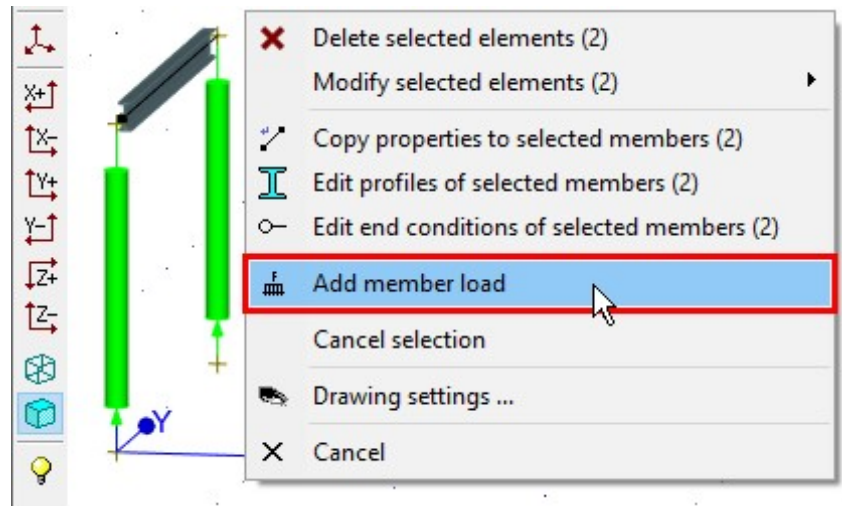 X+
X-
Y+
Y-
Z+
Z-
Y
Delete selected elements (2)
Modify selected elements (2)
Copy properties to selected members (2)
Edit profiles of selected members (2)
Edit end conditions of selected members (2)
F
Add member load
Cancel selection
Drawing settings ...
Cancel